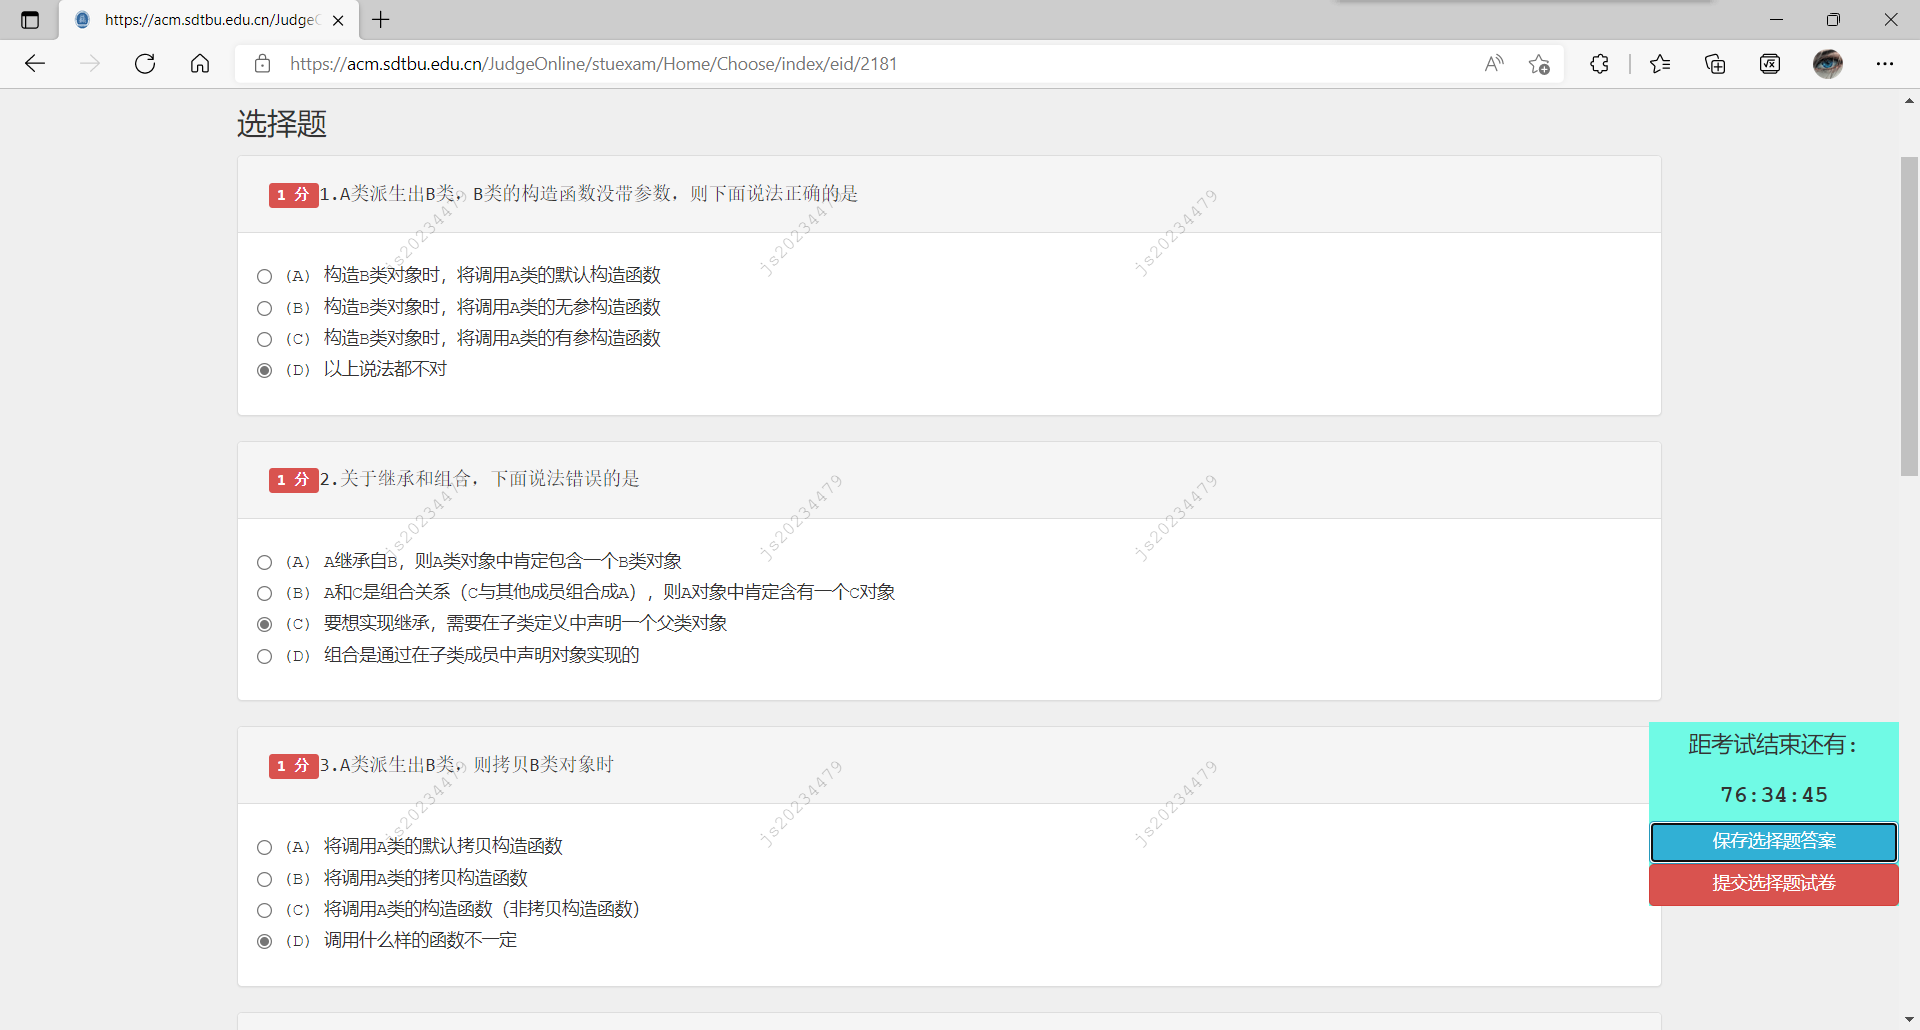 https://acm.sdtbu.edu.cn/JudgeO
https://acm.sdtbu.edu.cn/JudgeOnline/stuexam/Home/Choose/index/eid/2181
选择题
1 分 1.A类派生出B类，B类的构造函数没带参数，则下面说法正确的是
(A) 构造B类对象时，将调用A类的默认构造函数
(B) 构造B类对象时，将调用A类的无参构造函数
(C) 构造B类对象时，将调用A类的有参构造函数
(D) 以上说法都不对
js20234479 js20234479 js20234479
1 分 2.关于继承和组合，下面说法错误的是
(A) A继承自B，则A类对象中肯定包含一个B类对象
(B) A和C是组合关系（C与其他成员组合成A），则A对象中肯定含有一个C对象
(C) 要想实现继承，需要在子类定义中声明一个父类对象
(D) 组合是通过在子类成员中声明对象实现的
js20234479 js20234479 js20234479
1 分 3.A类派生出B类，则拷贝B类对象时
(A) 将调用A类的默认拷贝构造函数
(B) 将调用A类的拷贝构造函数
(C) 将调用A类的构造函数（非拷贝构造函数）
(D) 调用什么样的函数不一定
js20234479 js20234479 js20234479
距考试结束还有：
76:34:45
保存选择题答案
提交选择题试卷